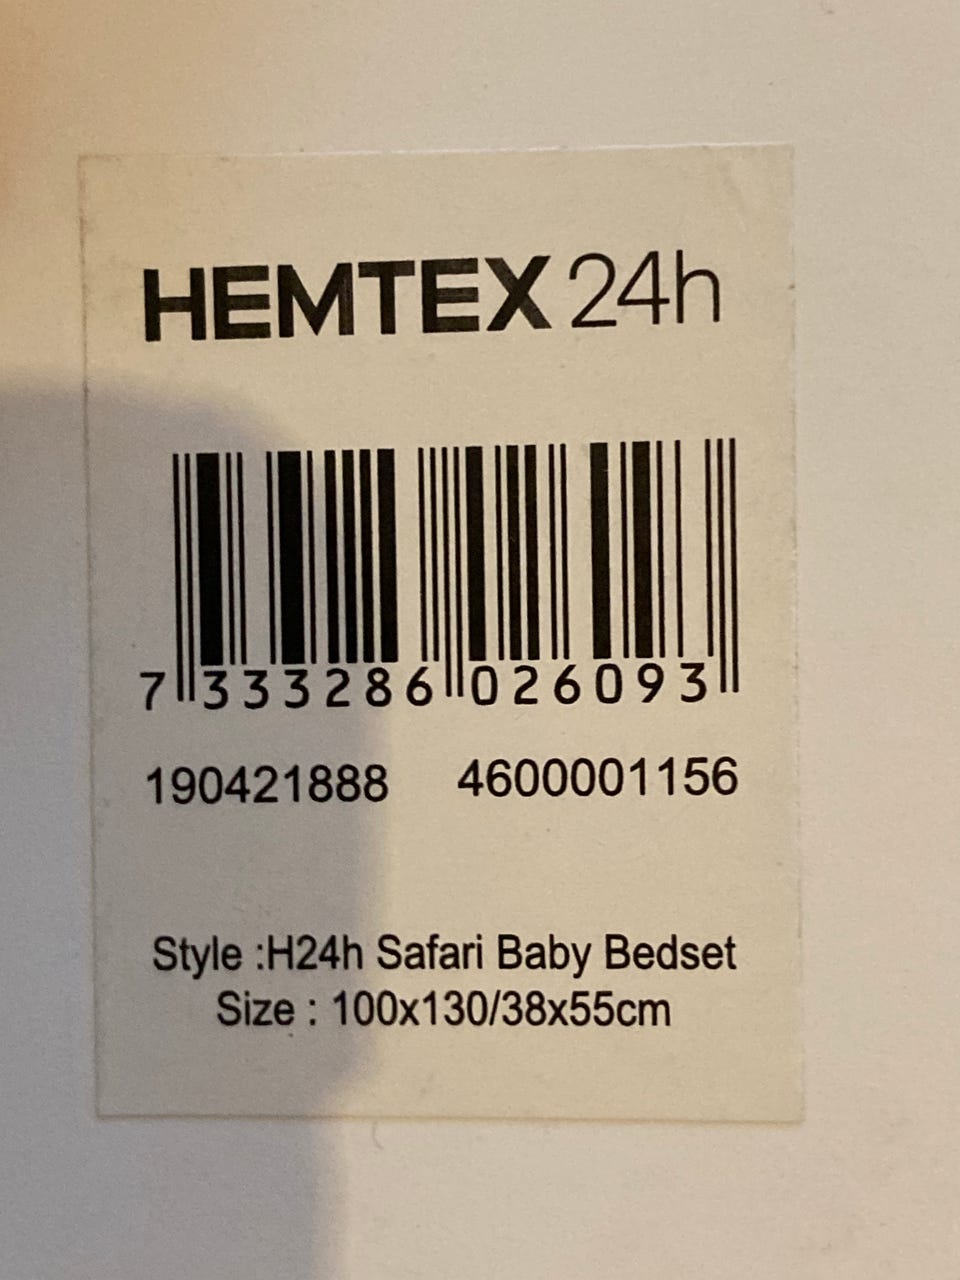 HEMTEX 24h
7 333286 026093
190421888 4600001156
Style :H24h Safari Baby Bedset
Size : 100x130/38x55cm